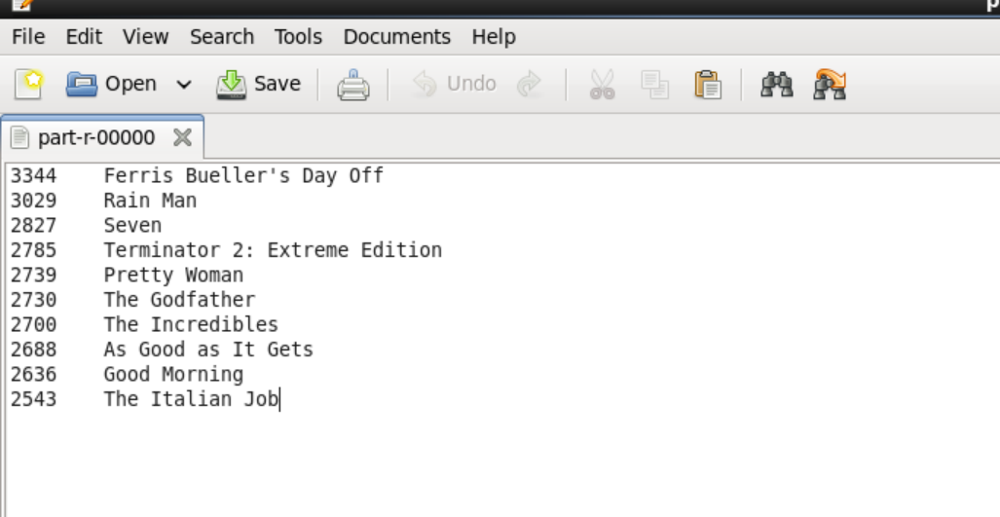 File Edit View Search Tools Documents Help
Open Save Undo
part-r-00000
3344 Ferris Bueller's Day Off
3029 Rain Man
2827 Seven
2785 Terminator 2: Extreme Edition
2739 Pretty Woman
2730 The Godfather
2700 The Incredibles
2688 As Good as It Gets
2636 Good Morning
2543 The Italian Job